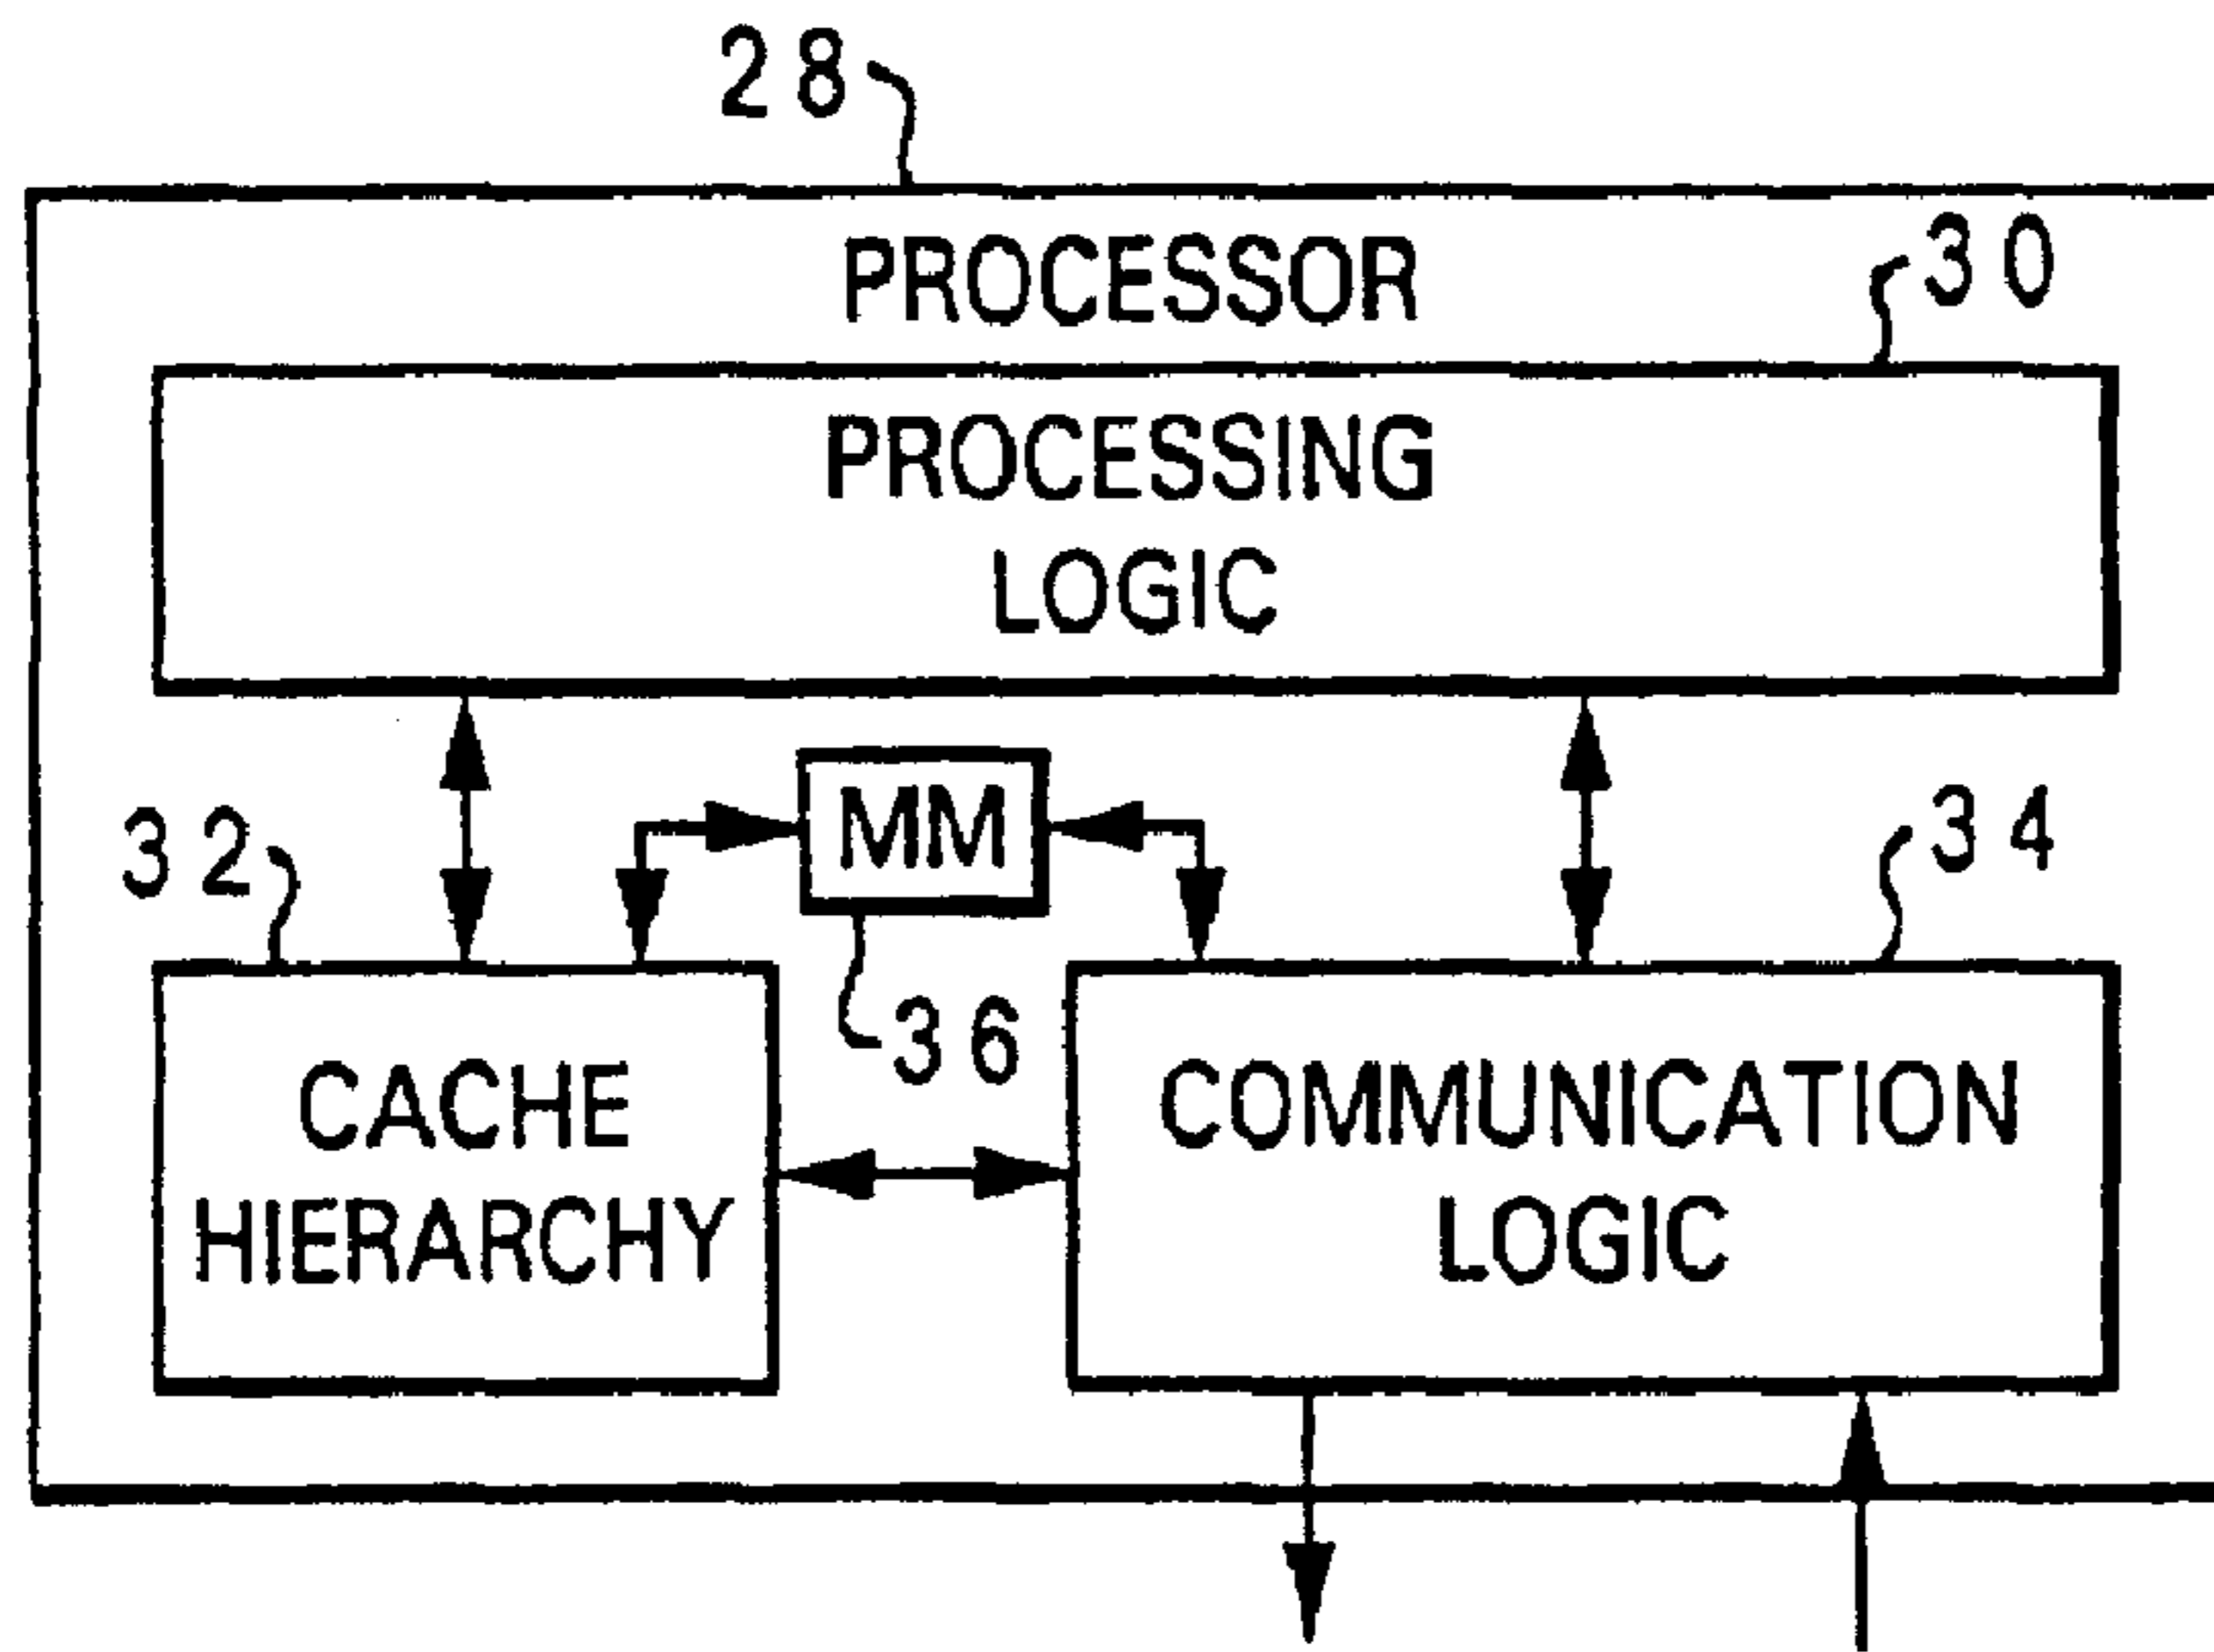 28
PROCESSOR
30
PROCESSING
LOGIC
MM
32
34
36
CACHE
HIERARCHY
COMMUNICATION
LOGIC